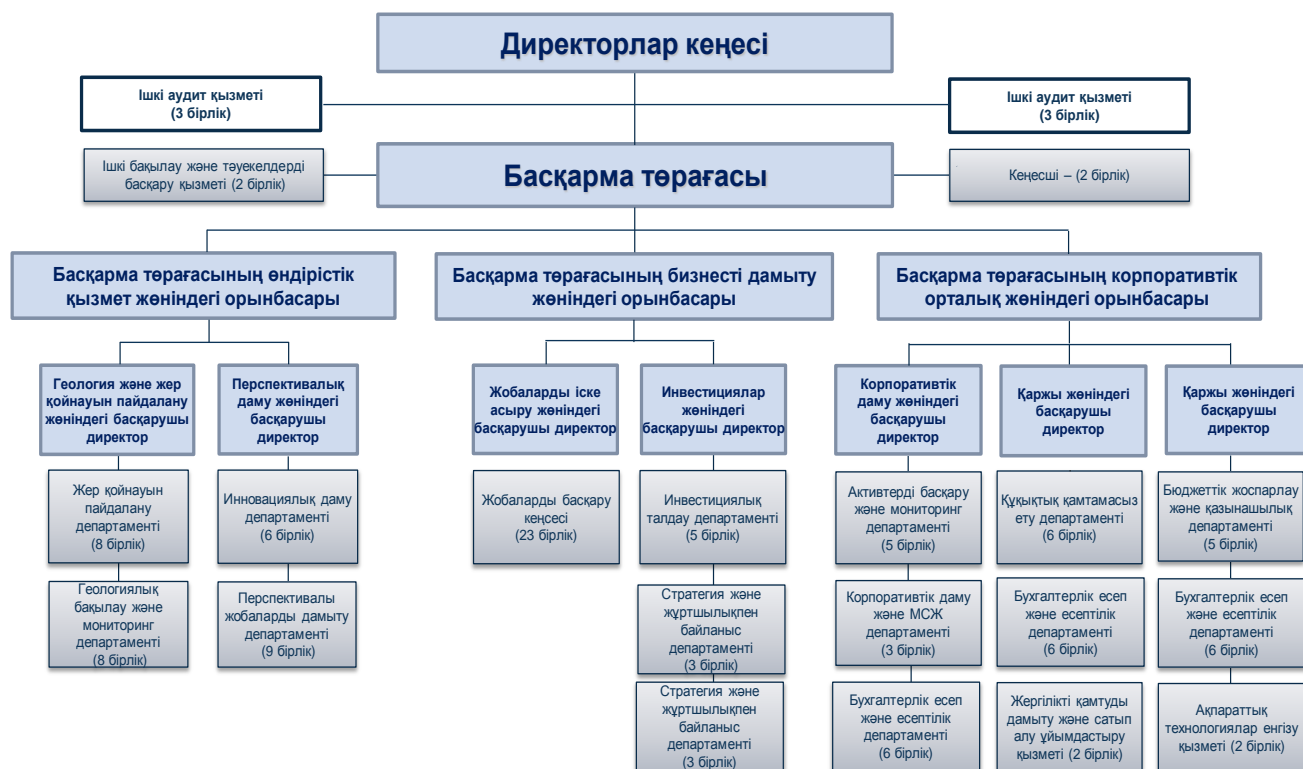 Директорлар кеңесі
Ішкі аудит қызметі
(3 бірлік)
Ішкі аудит қызметі
(3 бірлік)
Ішкі бақылау және тәуекелдерді
басқару қызметі (2 бірлік)
Басқарма төрағасы
Кеңесші – (2 бірлік)
Басқарма төрағасының өндірістік
қызмет жөніндегі орынбасары
Басқарма төрағасының бизнесті дамыту
жөніндегі орынбасары
Басқарма төрағасының корпоративтік
орталық жөніндегі орынбасары
Геология және жер
қойнауын пайдалану
жөніндегі басқарушы
директор
Перспективалық
даму жөніндегі
басқарушы
директор
Жобаларды іске
асыру жөніндегі
басқарушы директор
Инвестициялар
жөніндегі
басқарушы директор
Корпоративтік
даму жөніндегі
басқарушы
директор
Қаржы жөніндегі
басқарушы
директор
Қаржы жөніндегі
басқарушы
директор
Жер қойнауын
пайдалану
департаменті
(8 бірлік)
Инновациялық даму
департаменті
(6 бірлік)
Жобаларды басқару
кеңсесі
(23 бірлік)
Инвестициялық
талдау департаменті
(5 бірлік)
Активтерді басқару
және мониторинг
департаменті
(5 бірлік)
Құқықтық қамтамасыз
ету департаменті
(6 бірлік)
Бюджеттік жоспарлау
және қазынашылық
департаменті
(5 бірлік)
Геологиялық
бақылау және
мониторинг
департаменті
(8 бірлік)
Перспективалы
жобаларды дамыту
департаменті
(9 бірлік)
Стратегия және
жұртшылықпен
байланыс
департаменті
(3 бірлік)
Корпоративтік даму
және МСЖ
департаменті
(3 бірлік)
Бухгалтерлік есеп
және есептілік
департаменті
(6 бірлік)
Бухгалтерлік есеп
және есептілік
департаменті
(6 бірлік)
Стратегия және
жұртшылықпен
байланыс
департаменті
(3 бірлік)
Бухгалтерлік есеп
және есептілік
департаменті
(6 бірлік)
Жергілікті қамтуды
дамыту және сатып
алу ұйымдастыру
қызметі (2 бірлік)
Ақпараттық
технологиялар енгізу
қызметі (2 бірлік)